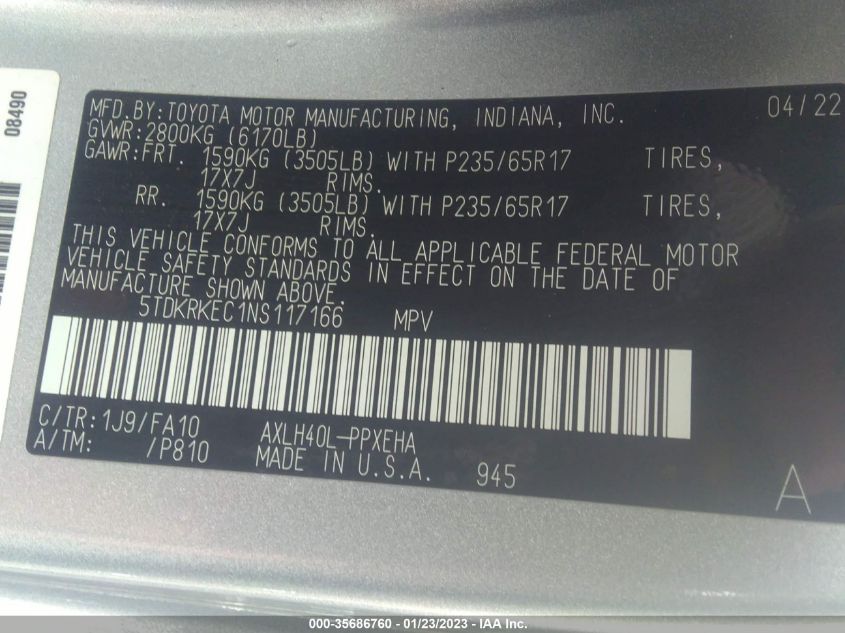 08490
MFD.BY:TOYOTA MOTOR MANUFACTURING, INDIANA, INC. 04/22
GVWR:2800KG (6170LB)
GAWR:FRT. 1590KG (3505LB) WITH P235/65R17 TIRES,
17X7J RIMS.
RR. 1590KG (3505LB) WITH P235/65R17 TIRES,
17X7J RIMS.
THIS VEHICLE CONFORMS TO ALL APPLICABLE FEDERAL MOTOR
VEHICLE SAFETY STANDARDS IN EFFECT ON THE DATE OF
MANUFACTURE SHOWN ABOVE.
5TDKRKEC1NS117166 MPV
C/TR:1J9/FA10 AXLH40L-PPXEHA
A/TM: /P810 MADE IN U.S.A. 945
A
000-35686760 - 01/23/2023 - IAA Inc.